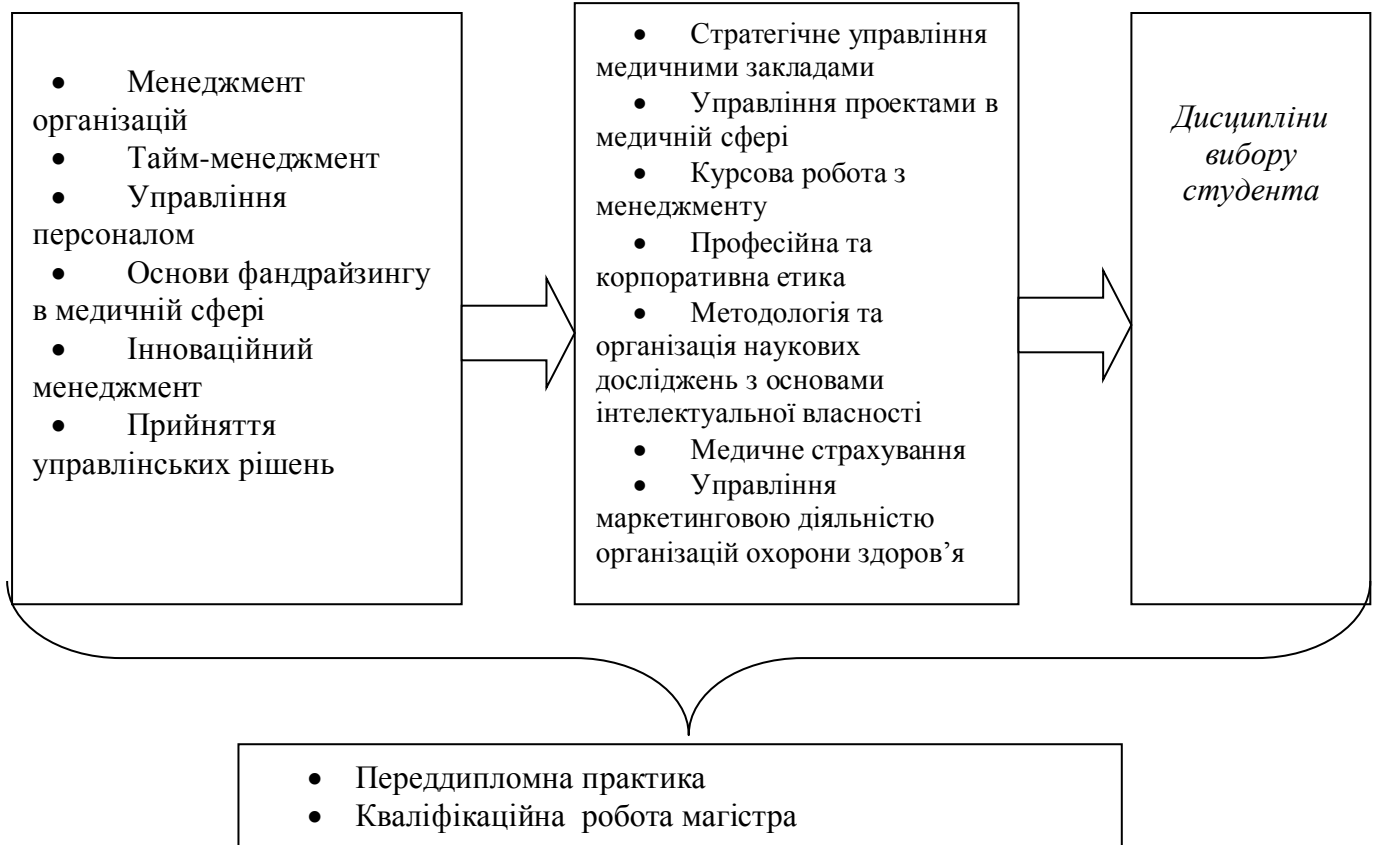 • Менеджмент
організацій
• Тайм-менеджмент
• Управління
персоналом
• Основи фандрайзингу
в медичній сфері
• Інноваційний
менеджмент
• Прийняття
управлінських рішень
• Стратегічне управління
медичними закладами
• Управління проектами в
медичній сфері
• Курсова робота з
менеджменту
• Професійна та
корпоративна етика
• Методологія та
організація наукових
досліджень з основами
інтелектуальної власності
• Медичне страхування
• Управління
маркетинговою діяльністю
організацій охорони здоров’я
Дисципліни
вибору
студента
• Переддипломна практика
• Кваліфікаційна робота магістра